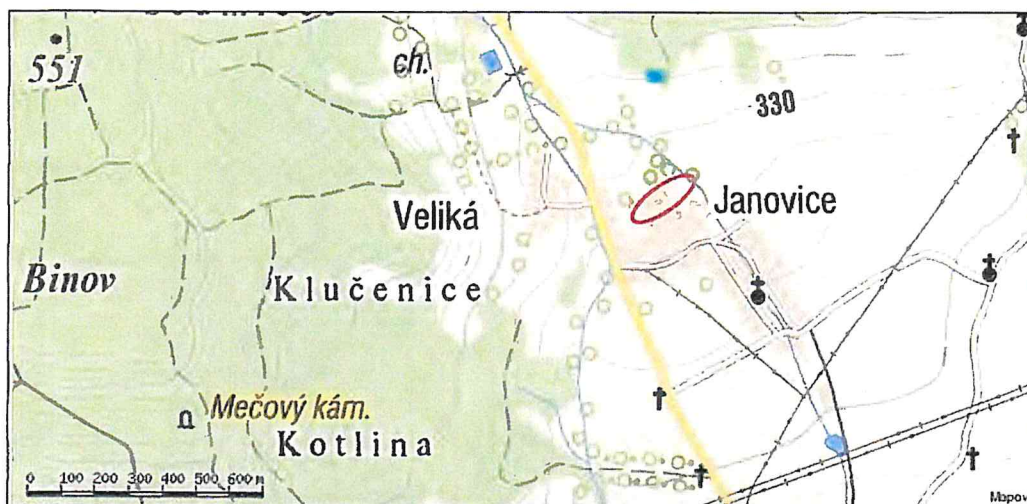 551
ch.
330
Veliká
Janovice
Binov
Klučenice
Mečový kám.
Kotlina
0 100 200 300 400 500 600 m